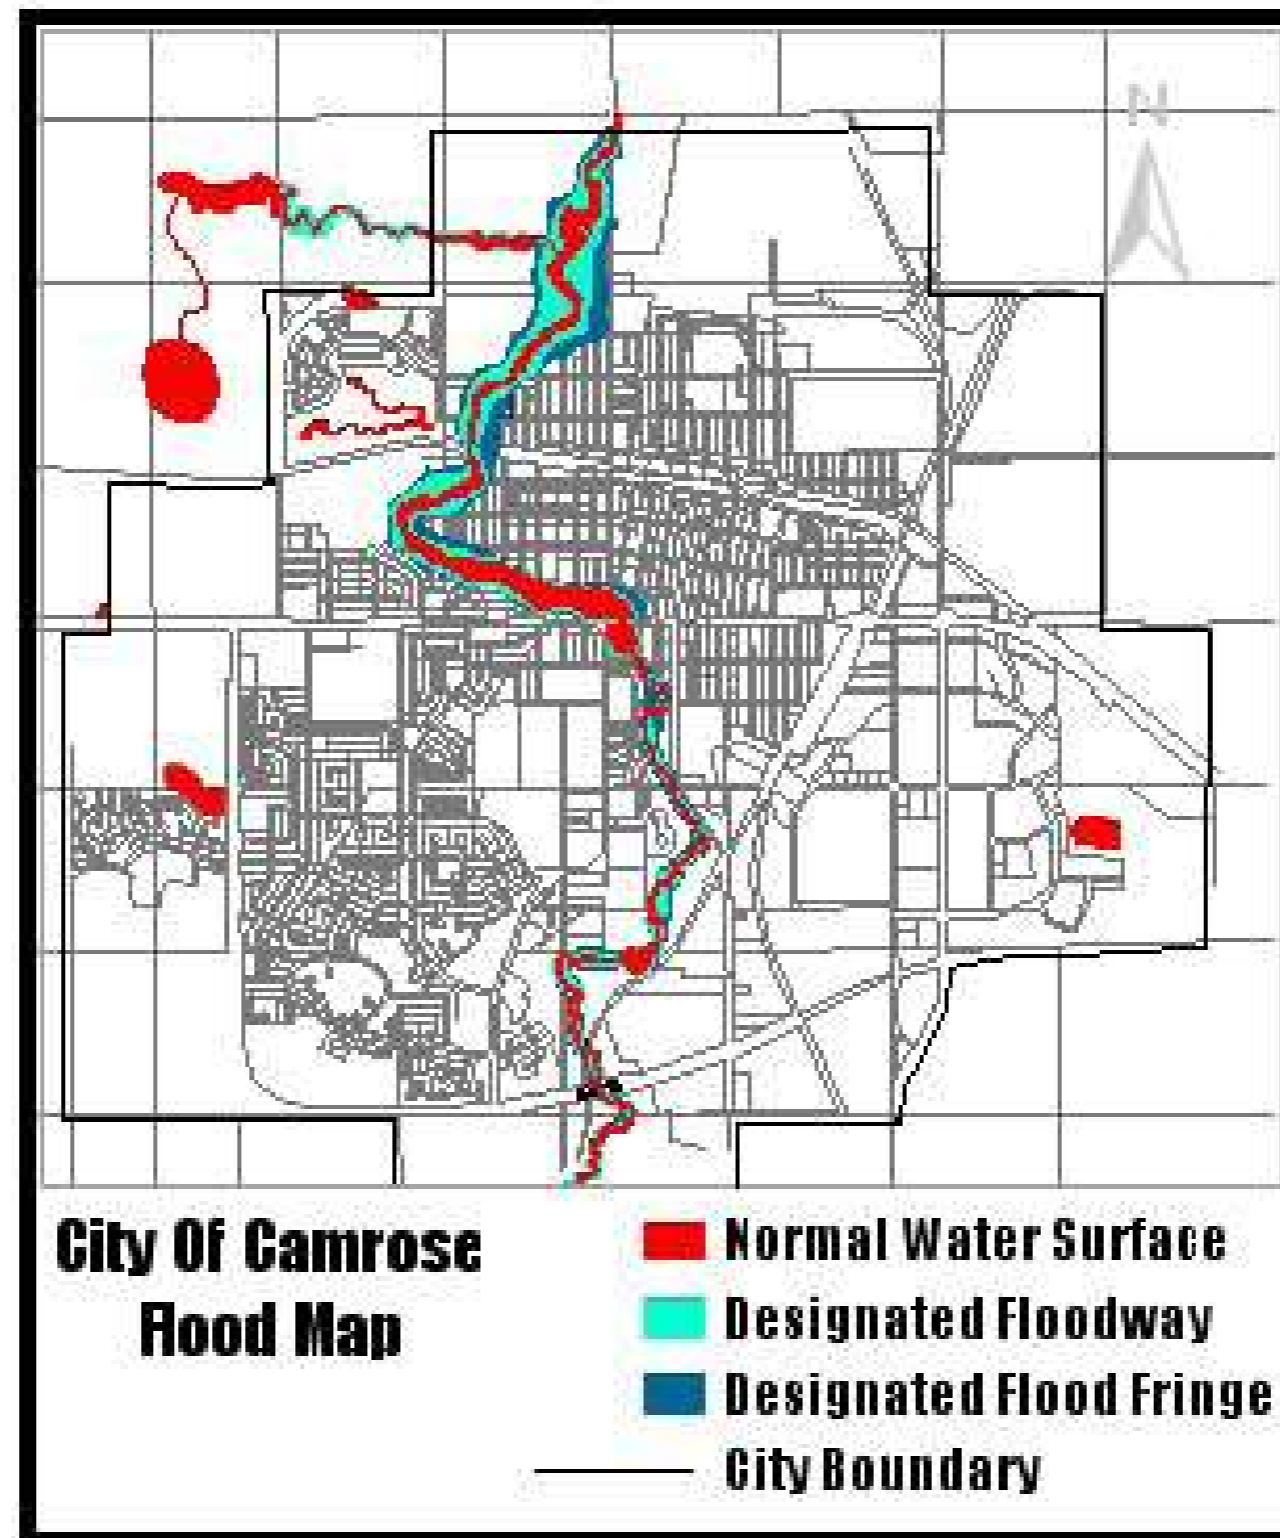 N
City Of Camrose
Flood Map
Normal Water Surface
Designated Floodway
Designated Flood Fringe
City Boundary